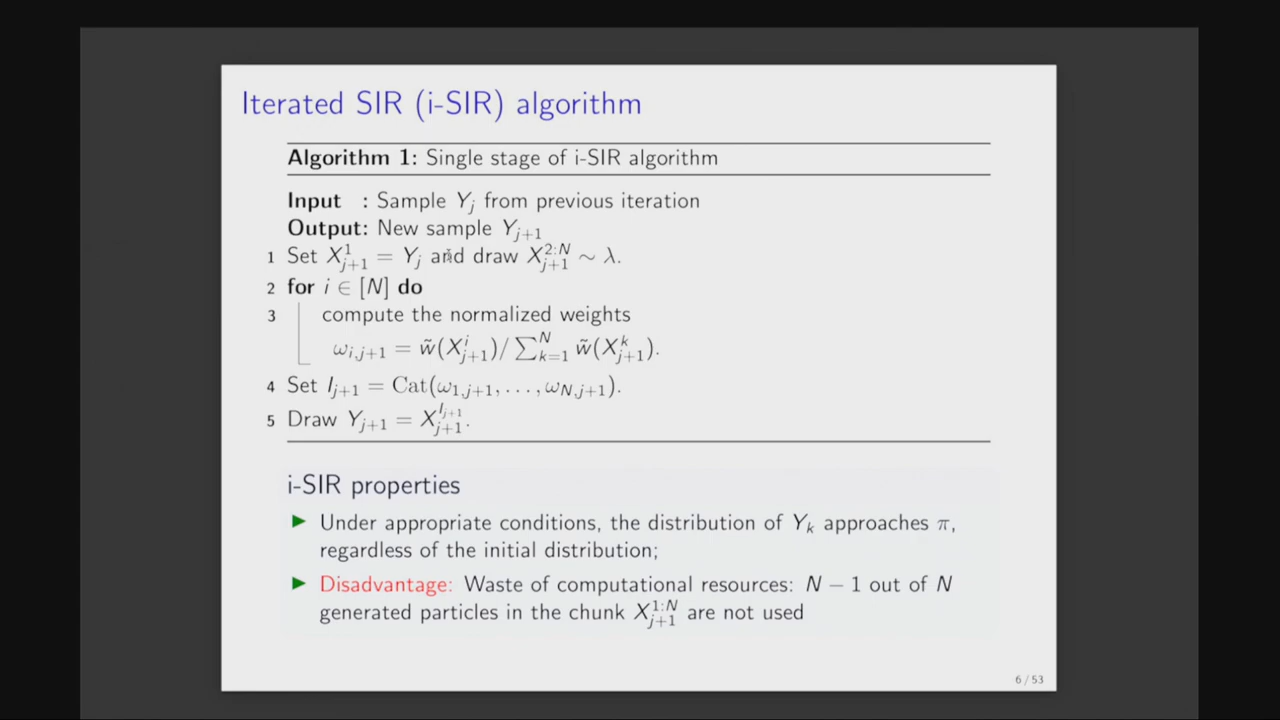 Iterated SIR (i-SIR) algorithm
Algorithm 1: Single stage of i-SIR algorithm
Input : Sample Y_j from previous iteration
Output: New sample Y_{j+1}
1 Set X^1_{j+1} = Y_j and draw X^{2:N}_{j+1} ∼ λ.
2 for i ∈ [N] do
3 compute the normalized weights
ω_{i,j+1} = w̃(X^i_{j+1})/ ∑^N_{k=1} w̃(X^k_{j+1}).
4 Set I_{j+1} = Cat(ω_{1,j+1}, . . . , ω_{N,j+1}).
5 Draw Y_{j+1} = X^{I_{j+1}}_{j+1}.
i-SIR properties
▶ Under appropriate conditions, the distribution of Y_k approaches π,
regardless of the initial distribution;
▶ Disadvantage: Waste of computational resources: N − 1 out of N
generated particles in the chunk X^{1:N}_{j+1} are not used
6 / 53